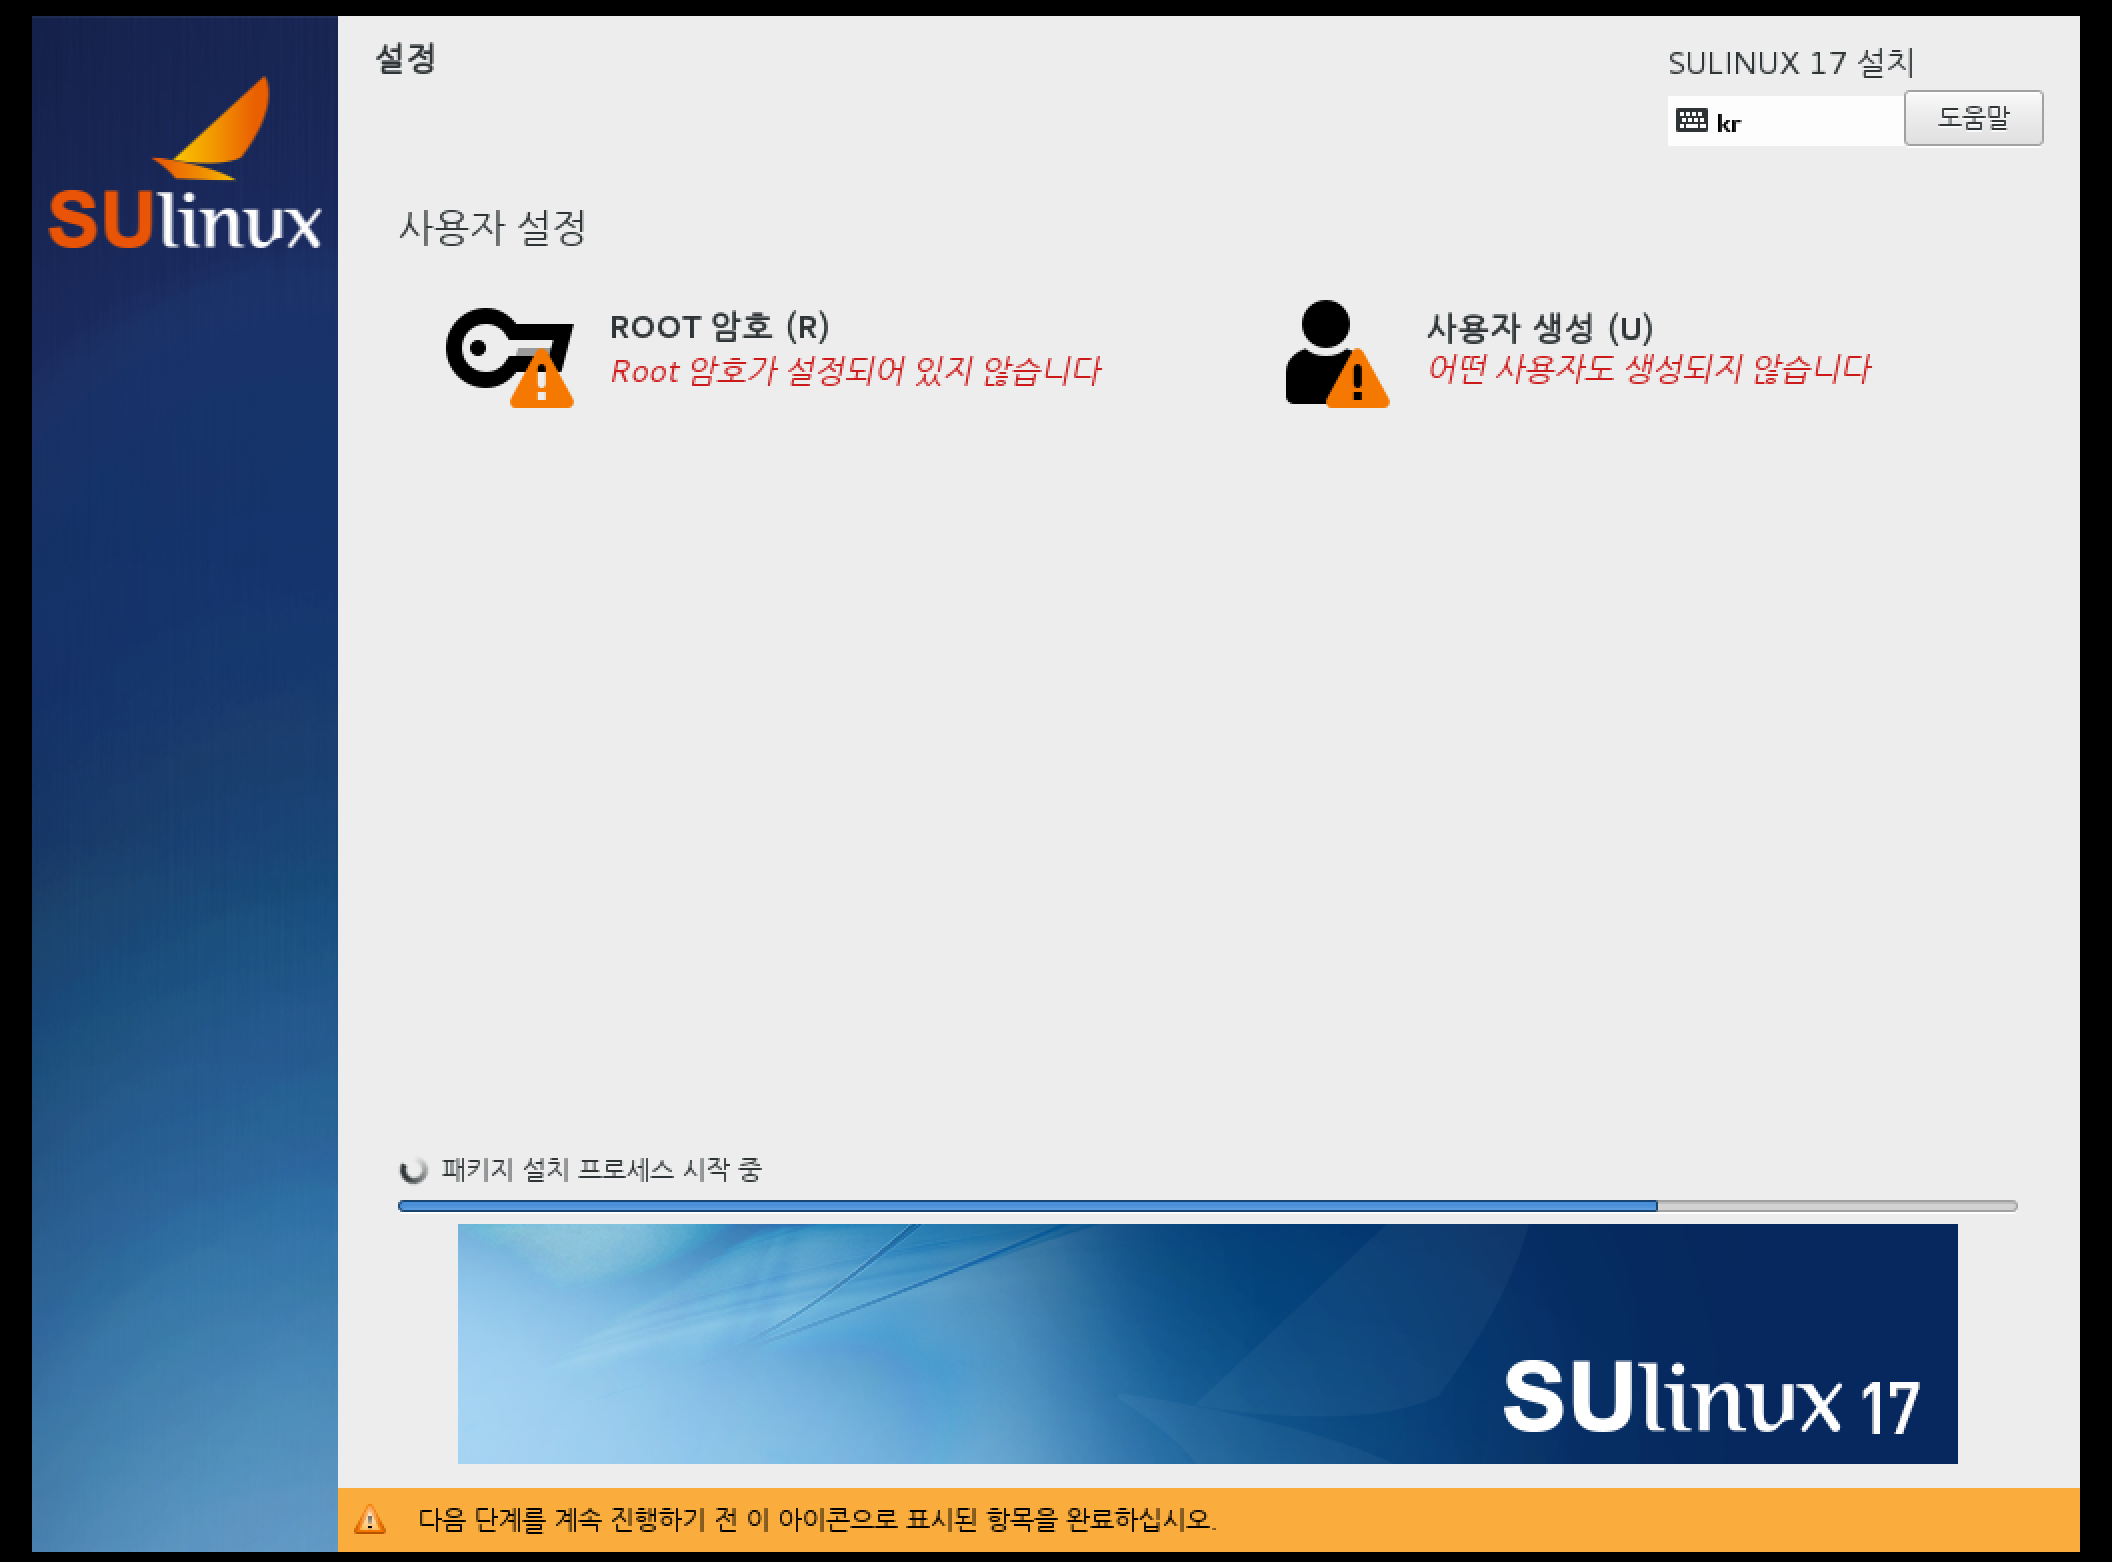 설정
SULINUX 17 설치
kr
도움말
SUlinux
사용자 설정
ROOT 암호 (R)
Root 암호가 설정되어 있지 않습니다
사용자 생성 (U)
어떤 사용자도 생성되지 않습니다
패키지 설치 프로세스 시작 중
SUlinux 17
다음 단계를 계속 진행하기 전 이 아이콘으로 표시된 항목을 완료하십시오.